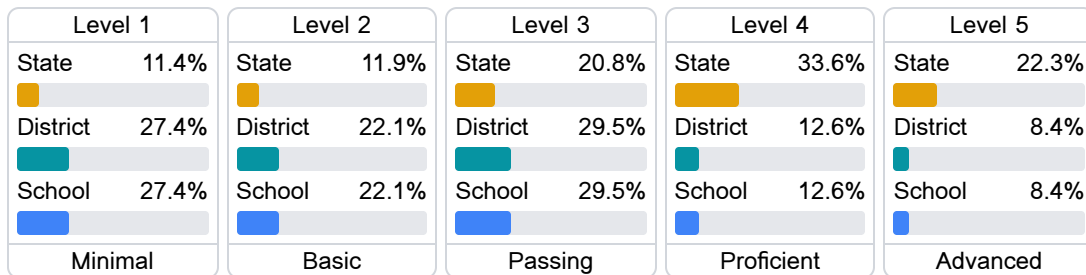 Level 1
State 11.4%
District 27.4%
School 27.4%
Minimal
Level 2
State 11.9%
District 22.1%
School 22.1%
Basic
Level 3
State 20.8%
District 29.5%
School 29.5%
Passing
Level 4
State 33.6%
District 12.6%
School 12.6%
Proficient
Level 5
State 22.3%
District 8.4%
School 8.4%
Advanced